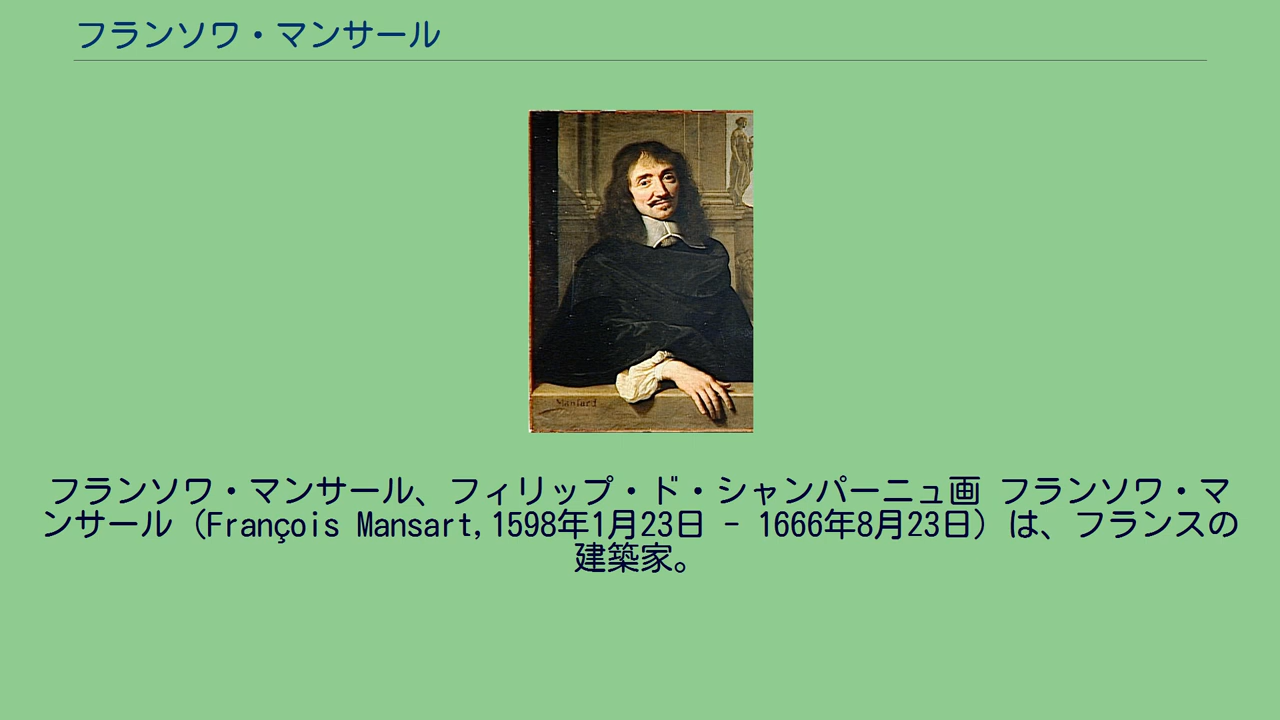 フランソワ・マンサール
Mansard
フランソワ・マンサール、フィリップ・ド・シャンパーニュ画 フランソワ・マ
ンサール (François Mansart,1598年1月23日 - 1666年8月23日) は、フランスの
建築家。